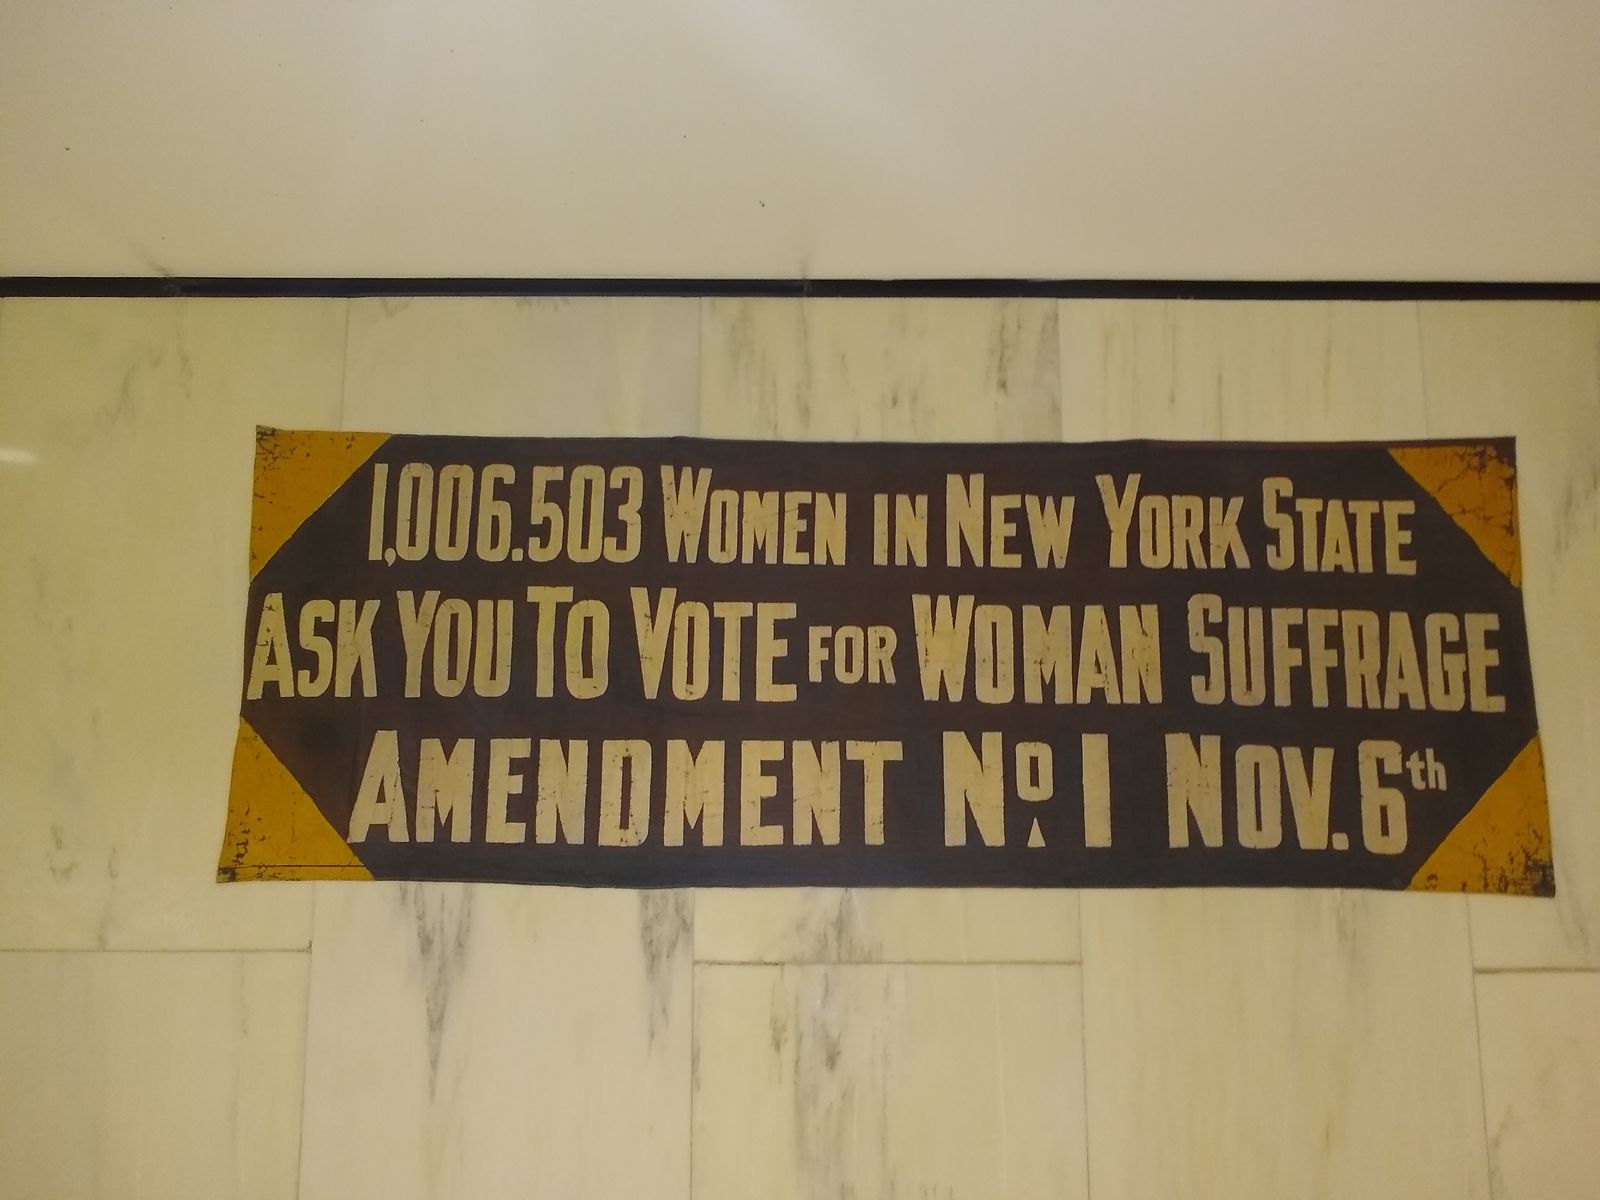 1,006.503 WOMEN IN NEW YORK STATE
ASK YOU TO VOTE FOR WOMAN SUFFRAGE
AMENDMENT No. 1 NOV. 6th